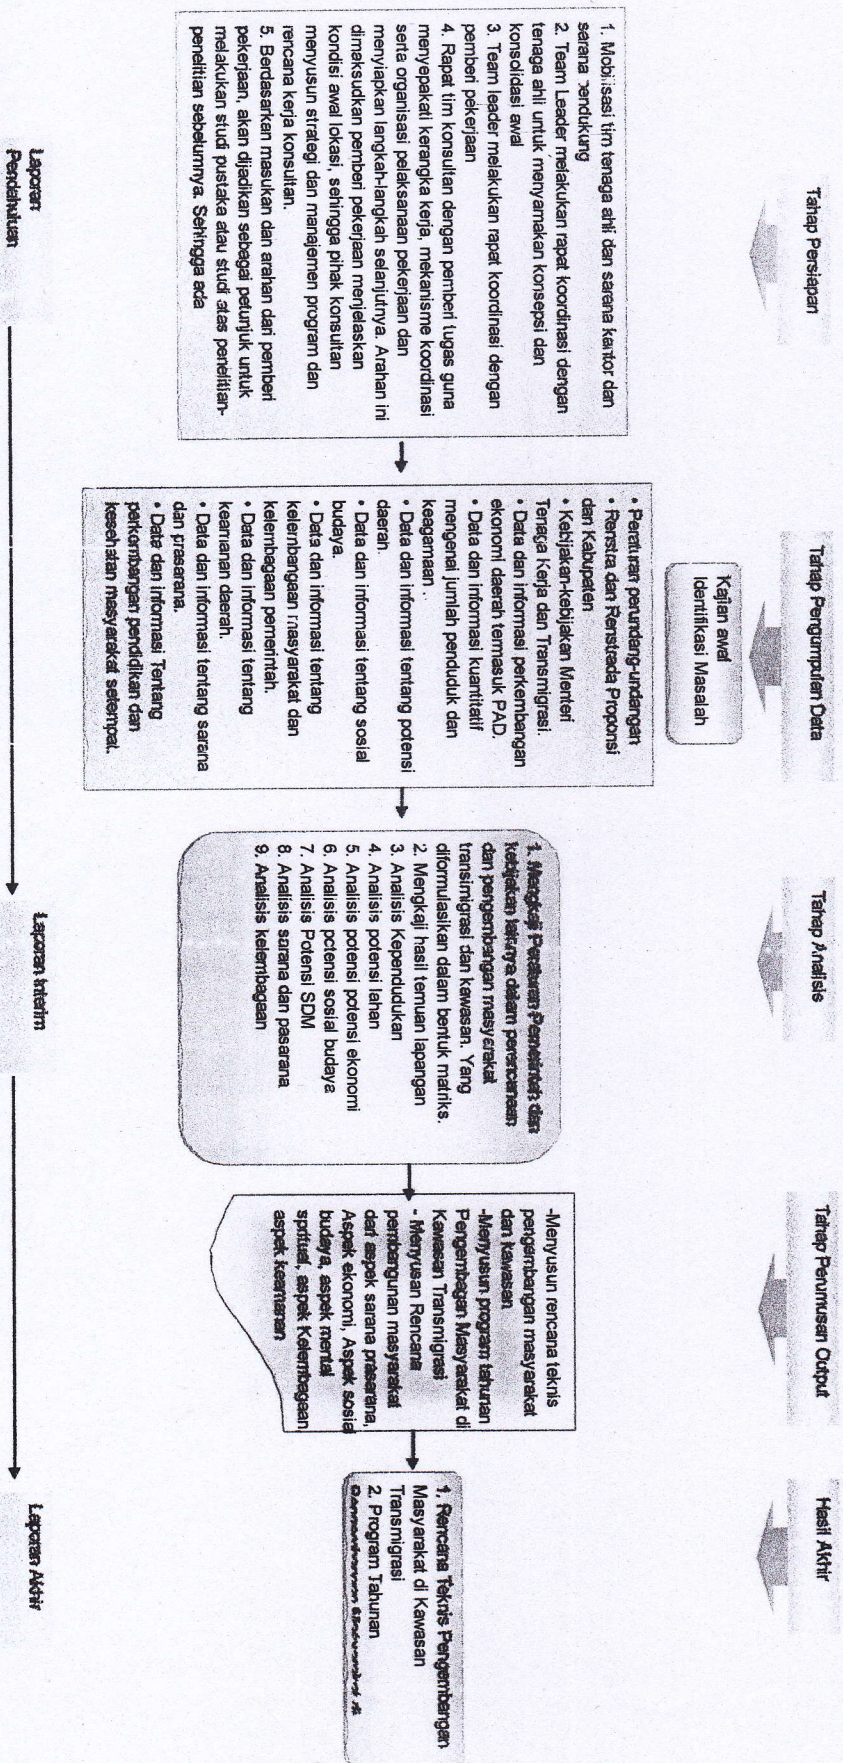 Tahap Persiapan
1. Mobilisasi tim tenaga ahli dan sarana kantor dan
sarana pendukung
2. Team Leader melakukan rapat koordinasi dengan
tenaga ahli untuk menyamakan konsepsi dan
konsolidasi awal
3. Team leader melakukan rapat koordinasi dengan
pemberi pekerjaan
4. Rapat tim konsultan dengan pemberi tugas guna
menyepakati kerangka kerja, mekanisme koordinasi
serta organisasi pelaksanaan pekerjaan dan
menyiapkan langkah-langkah selanjutnya. Arahan ini
dimaksudkan pemberi pekerjaan menjelaskan
kondisi awal lokasi, sehingga pihak konsultan
menyusun strategi dan manajemen program dan
rencana kerja konsultan.
5. Berdasarkan masukan dan arahan dari pemberi
pekerjaan, akan dijadikan sebagai petunjuk untuk
melakukan studi pustaka atau studi atas penelitian-
penelitian sebelumnya. Sehingga ada
Laporan
Pendahuluan
Tahap Pengumpulan Data
Kajian awal
Identifikasi Masalah
• Peraturan perundang-undangan
• Renstra dan Renstrada Proponsi
dan Kabupaten
• Kebijakan-kebijakan Menteri
Tenaga Kerja dan Transmigrasi.
• Data dan informasi perkembangan
ekonomi daerah termasuk PAD.
• Data dan informasi kuantitatif
mengenai jumlah penduduk dan
keagamaan .
• Data dan informasi tentang potensi
daerah.
• Data dan informasi tentang sosial
budaya.
• Data dan informasi tentang
kelembangaan masyarakat dan
kelembagaan pemerintah.
• Data dan informasi tentang
keamanan daerah.
• Data dan informasi tentang sarana
dan prasarana.
• Data dan informasi Tentang
perkembangan pendidikan dan
kesehatan masyarakat setempat.
Tahap Analisis
1. Mengkaji Peraturan Pemerintah dan
kebijakan lainnya dalam perencanaan
dan pengembangan masyarakat
transimigrasi dan kawasan. Yang
diformulasikan dalam bentuk matriks.
2. Mengkaji hasil temuan lapangan
3. Analisis Kependudukan
4. Analisis potensi lahan
5. Analisis potensi potensi ekonomi
6. Analisis potensi sosial budaya
7. Analisis Potensi SDM
8. Analisis sarana dan pasarana
9. Analisis kelembagaan
Laporan Interim
Tahap Perumusan Output
-Menyusun rencana teknis
pengembangan masyarakat
dan kawasan
-Menyusun program tahunan
Pengembagan Masyarakat di
Kawasan Transmigrasi
- Menyusan Rencana
pembangunan masyarakat
dari aspek sarana prasarana,
Aspek ekonomi, Aspek sosial
budaya, aspek mental
spritual, aspek Kelembagaan,
aspek keamanan
Hasil Akhir
1. Rencana Teknis Pengembangan
Masyarakat di Kawasan
Transmigrasi
2. Program Tahunan
Laporan Akhir